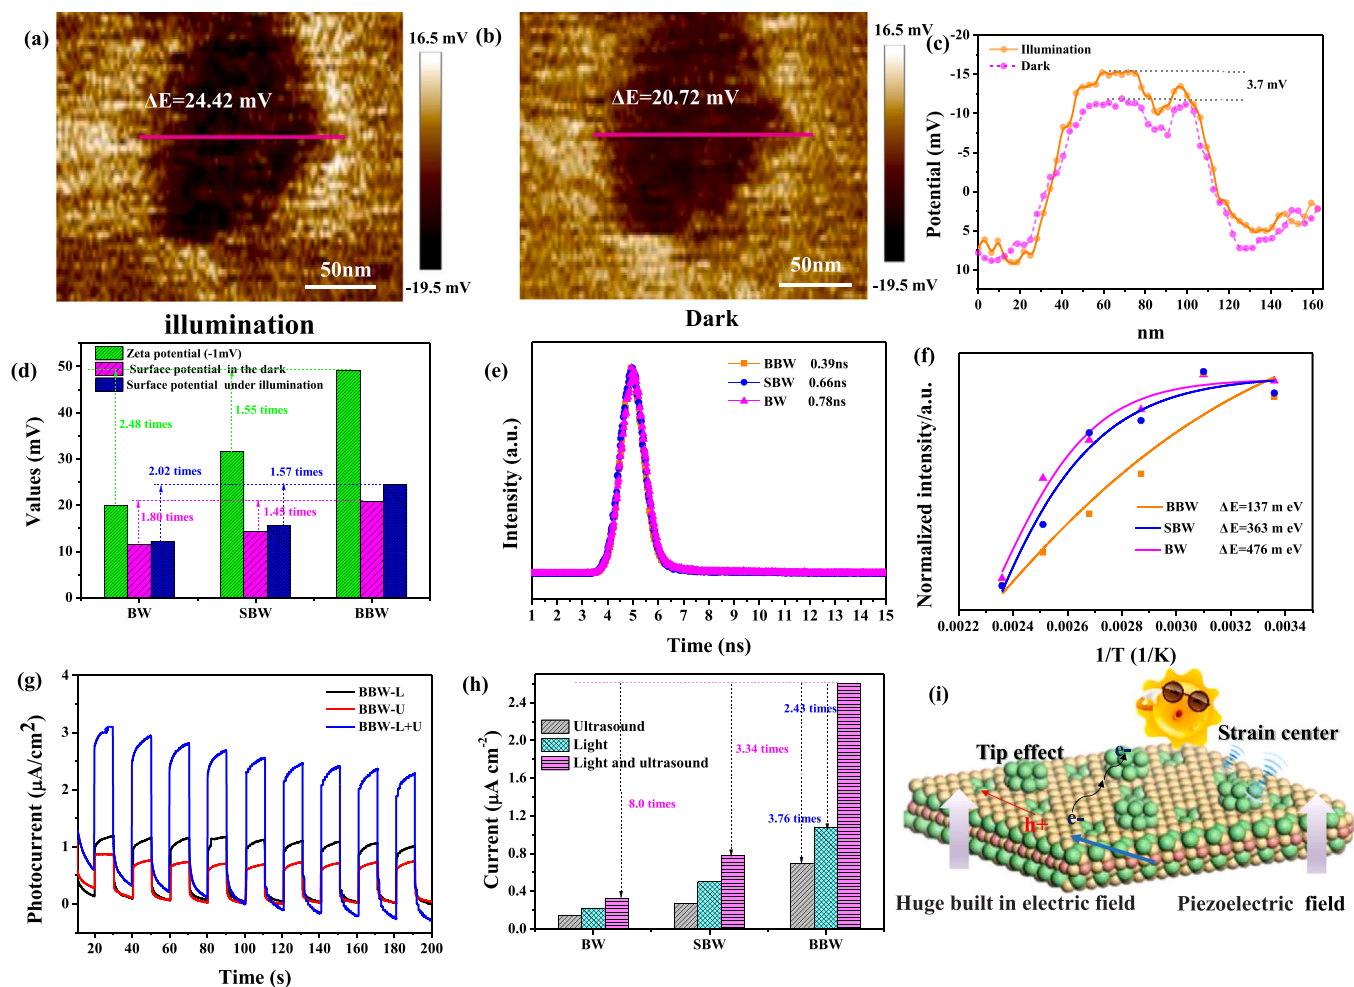 (a)
ΔE=24.42 mV
50nm
16.5 mV
-19.5 mV
illumination
(b)
ΔE=20.72 mV
50nm
16.5 mV
-19.5 mV
Dark
(c)
Illumination
Dark
3.7 mV
-20
-15
-10
-5
0
5
10
Potential (mV)
0 20 40 60 80 100 120 140 160
nm
(d)
Zeta potential (-1mV)
Surface potential in the dark
Surface potential under illumination
2.48 times
1.55 times
2.02 times
1.57 times
1.80 times
1.45 times
50
40
30
20
10
0
Values (mV)
BW SBW BBW
(e)
BBW 0.39ns
SBW 0.66ns
BW 0.78ns
Intensity (a.u.)
1 2 3 4 5 6 7 8 9 10 11 12 13 14 15
Time (ns)
(f)
BBW ΔE=137 m eV
SBW ΔE=363 m eV
BW ΔE=476 m eV
Normalized intensity/a.u.
0.0022 0.0024 0.0026 0.0028 0.0030 0.0032 0.0034
1/T (1/K)
(g)
BBW-L
BBW-U
BBW-L+U
4
3
2
1
0
Photocurrent (μA/cm²)
20 40 60 80 100 120 140 160 180 200
Time (s)
(h)
Ultrasound
Light
Light and ultrasound
8.0 times
3.34 times
2.43 times
3.76 times
2.4
2.0
1.6
1.2
0.8
0.4
0.0
Current (μA cm⁻²)
BW SBW BBW
(i)
Tip effect
Strain center
e-
e-
h+
Huge built in electric field
Piezoelectric field